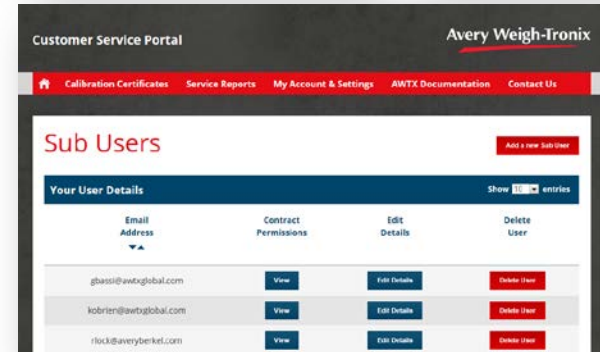 Customer Service Portal
Avery Weigh-Tronix
Calibration Certificates Service Reports My Account & Settings AWTX Documentation Contact Us
Sub Users
Add a new Sub User
Your User Details
Show 10 entries
Email Address Contract Permissions Edit Details Delete User
gbassi@awtxglobal.com View Edit Details Delete User
kobrien@awtxglobal.com View Edit Details Delete User
rlock@averyberkel.com View Edit Details Delete User